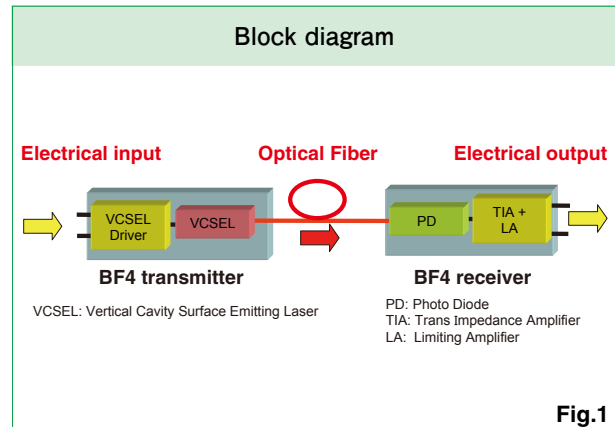 Block diagram
Electrical input
Optical Fiber
Electrical output
VCSEL
Driver
VCSEL
PD
TIA +
LA
BF4 transmitter
BF4 receiver
VCSEL: Vertical Cavity Surface Emitting Laser
PD: Photo Diode
TIA: Trans Impedance Amplifier
LA: Limiting Amplifier
Fig.1